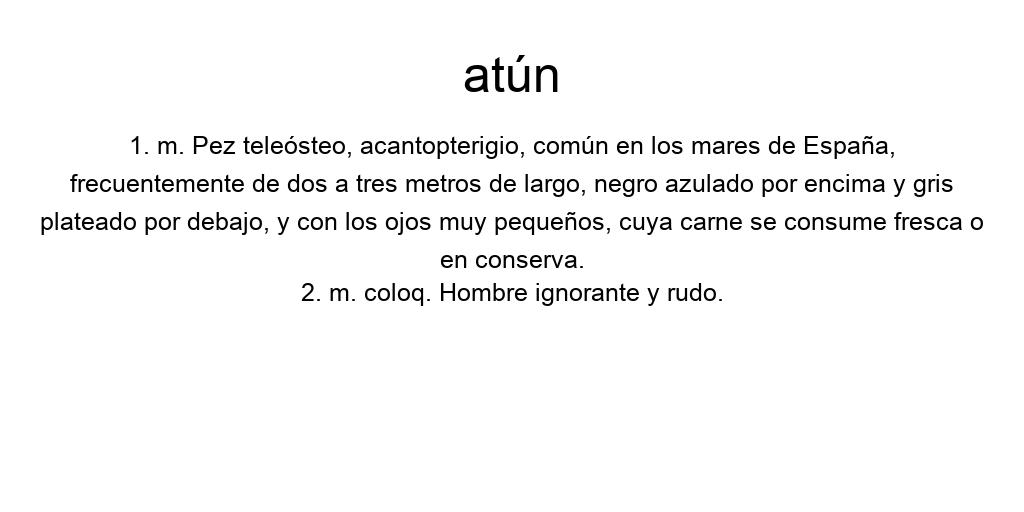 atún
1. m. Pez teleósteo, acantopterigio, común en los mares de España,
frecuentemente de dos a tres metros de largo, negro azulado por encima y gris
plateado por debajo, y con los ojos muy pequeños, cuya carne se consume fresca o
en conserva.
2. m. coloq. Hombre ignorante y rudo.